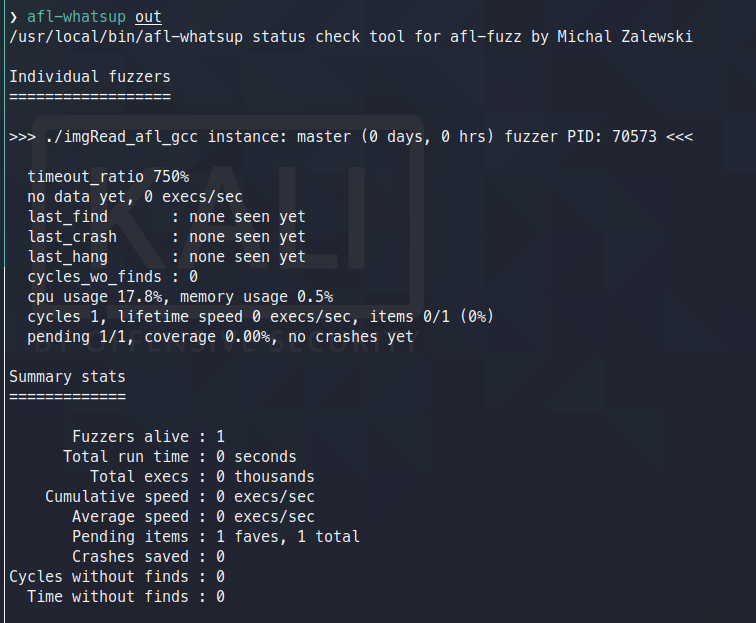 ❯ afl-whatsup out
/usr/local/bin/afl-whatsup status check tool for afl-fuzz by Michal Zalewski
Individual fuzzers
==================
>>> ./imgRead_afl_gcc instance: master (0 days, 0 hrs) fuzzer PID: 70573 <<<
timeout_ratio 750%
no data yet, 0 execs/sec
last_find       : none seen yet
last_crash      : none seen yet
last_hang       : none seen yet
cycles_wo_finds : 0
cpu usage 17.8%, memory usage 0.5%
cycles 1, lifetime speed 0 execs/sec, items 0/1 (0%)
pending 1/1, coverage 0.00%, no crashes yet
Summary stats
=============
Fuzzers alive : 1
Total run time : 0 seconds
Total execs : 0 thousands
Cumulative speed : 0 execs/sec
Average speed : 0 execs/sec
Pending items : 1 faves, 1 total
Crashes saved : 0
Cycles without finds : 0
Time without finds : 0
KALI
BY OFFENSIVE SECURITY